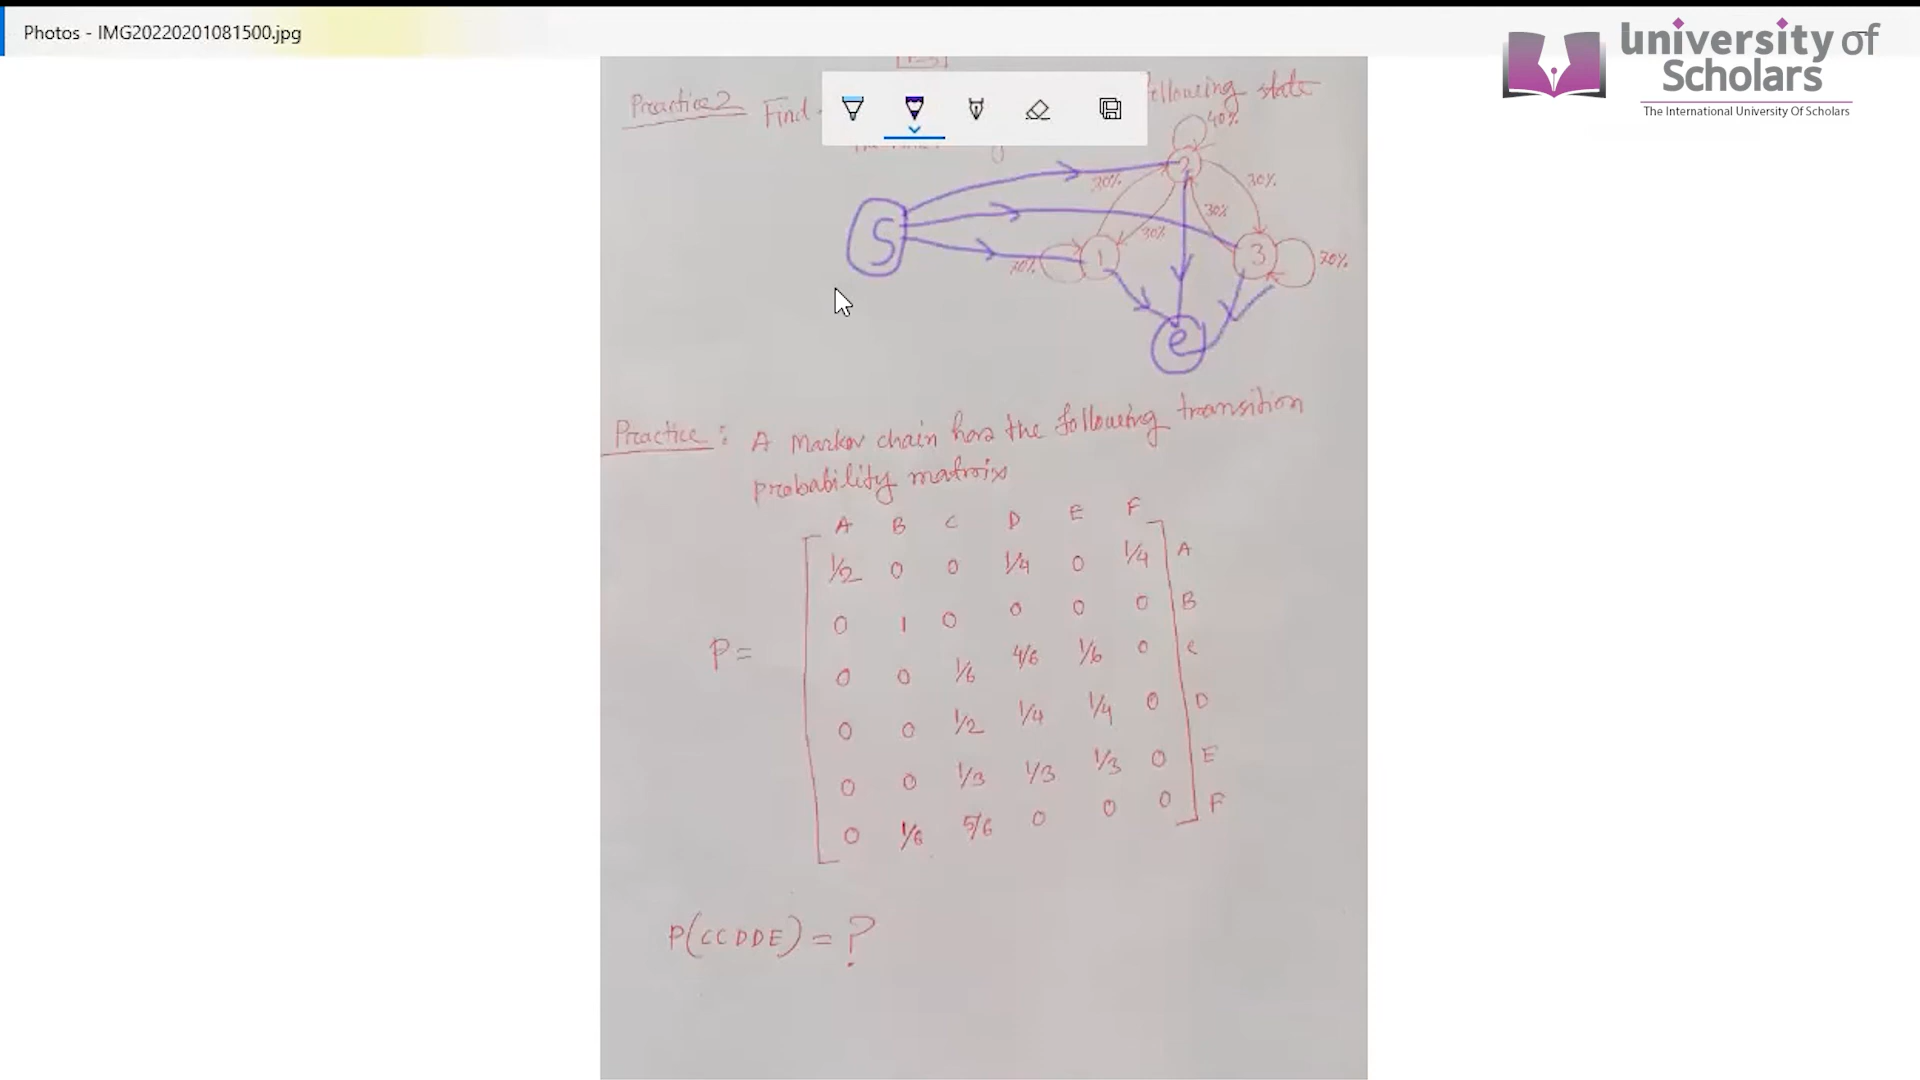 Photos - IMG20220201081500.jpg
University of
Scholars
The International University Of Scholars
Practice 2 Find following state
40%
2
30% 30%
S 30%
30%
1 3
70% 70%
e
Practice: A Markov chain has the following transition
probability matrix
A B C D E F
1/2 0 0 1/4 0 1/4 A
0 1 0 0 0 0 B
0 0 1/6 4/6 1/6 0 C
P= 0 0 1/2 1/4 1/4 0 D
0 0 1/3 1/3 1/3 0 E
0 1/6 5/6 0 0 0 F
P(CCDDE) = ?